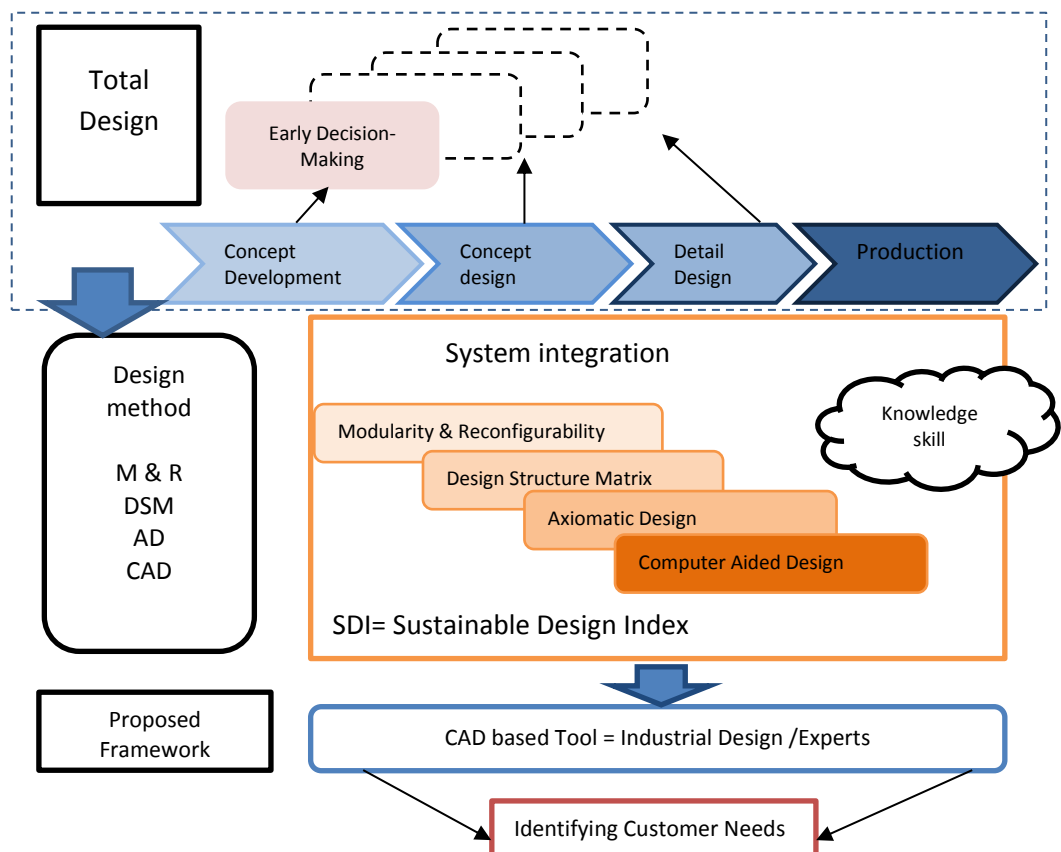 Total
Design
Early Decision-
Making
Concept
Development
Concept
design
Detail
Design
Production
Design
method
M & R
DSM
AD
CAD
System integration
Knowledge
skill
Modularity & Reconfigurability
Design Structure Matrix
Axiomatic Design
Computer Aided Design
SDI= Sustainable Design Index
Proposed
Framework
CAD based Tool = Industrial Design /Experts
Identifying Customer Needs